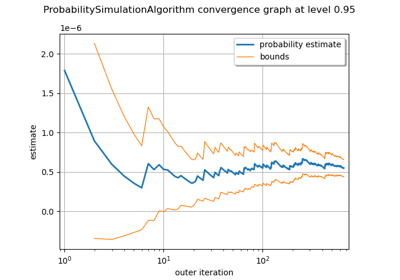 ProbabilitySimulationAlgorithm convergence graph at level 0.95
1e−6
probability estimate
bounds
2.0
1.5
1.0
0.5
0.0
estimate
10^0
10^1
10^2
outer iteration